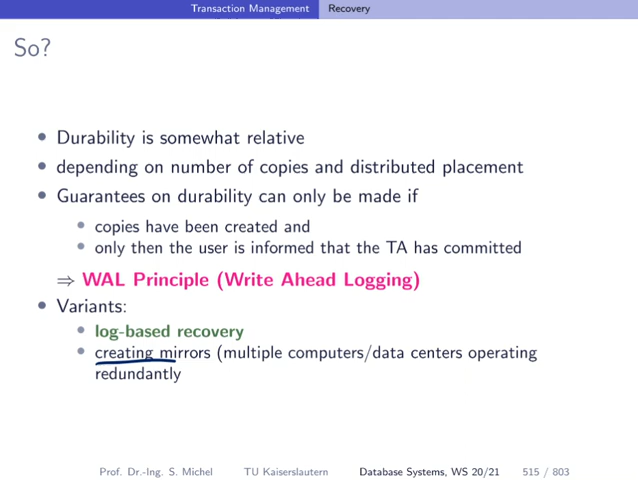 Transaction Management Recovery
So?
• Durability is somewhat relative
• depending on number of copies and distributed placement
• Guarantees on durability can only be made if
• copies have been created and
• only then the user is informed that the TA has committed
⇒ WAL Principle (Write Ahead Logging)
• Variants:
• log-based recovery
• creating mirrors (multiple computers/data centers operating
redundantly
Prof. Dr.-Ing. S. Michel TU Kaiserslautern Database Systems, WS 20/21 515 / 803